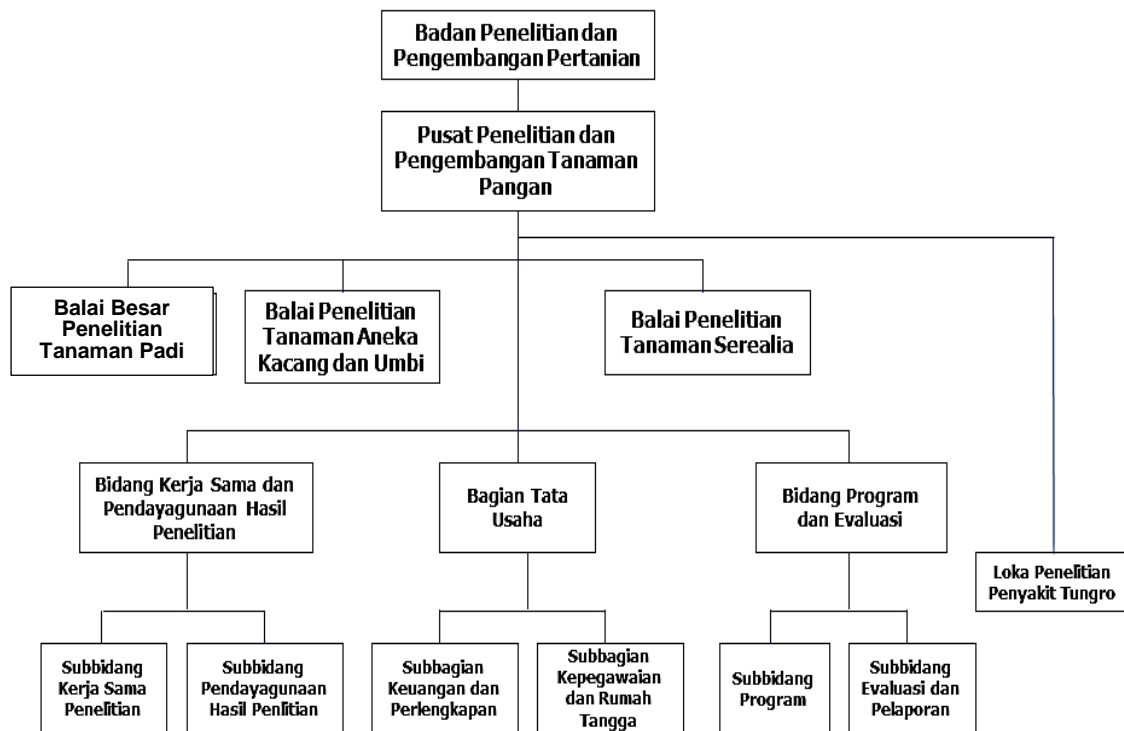 Badan Penelitian dan
Pengembangan Pertanian
Pusat Penelitian dan
Pengembangan Tanaman
Pangan
Balai Besar
Penelitian
Tanaman Padi
Balai Penelitian
Tanaman Aneka
Kacang dan Umbi
Balai Penelitian
Tanaman Serealia
Bidang Kerja Sama dan
Pendayagunaan Hasil
Penelitian
Bagian Tata
Usaha
Bidang Program
dan Evaluasi
Loka Penelitian
Penyakit Tungro
Subbidang
Kerja Sama
Penelitian
Subbidang
Pendayagunaan
Hasil Penlitian
Subbagian
Keuangan dan
Perlengkapan
Subbagian
Kepegawaian
dan Rumah
Tangga
Subbidang
Program
Subbidang
Evaluasi dan
Pelaporan